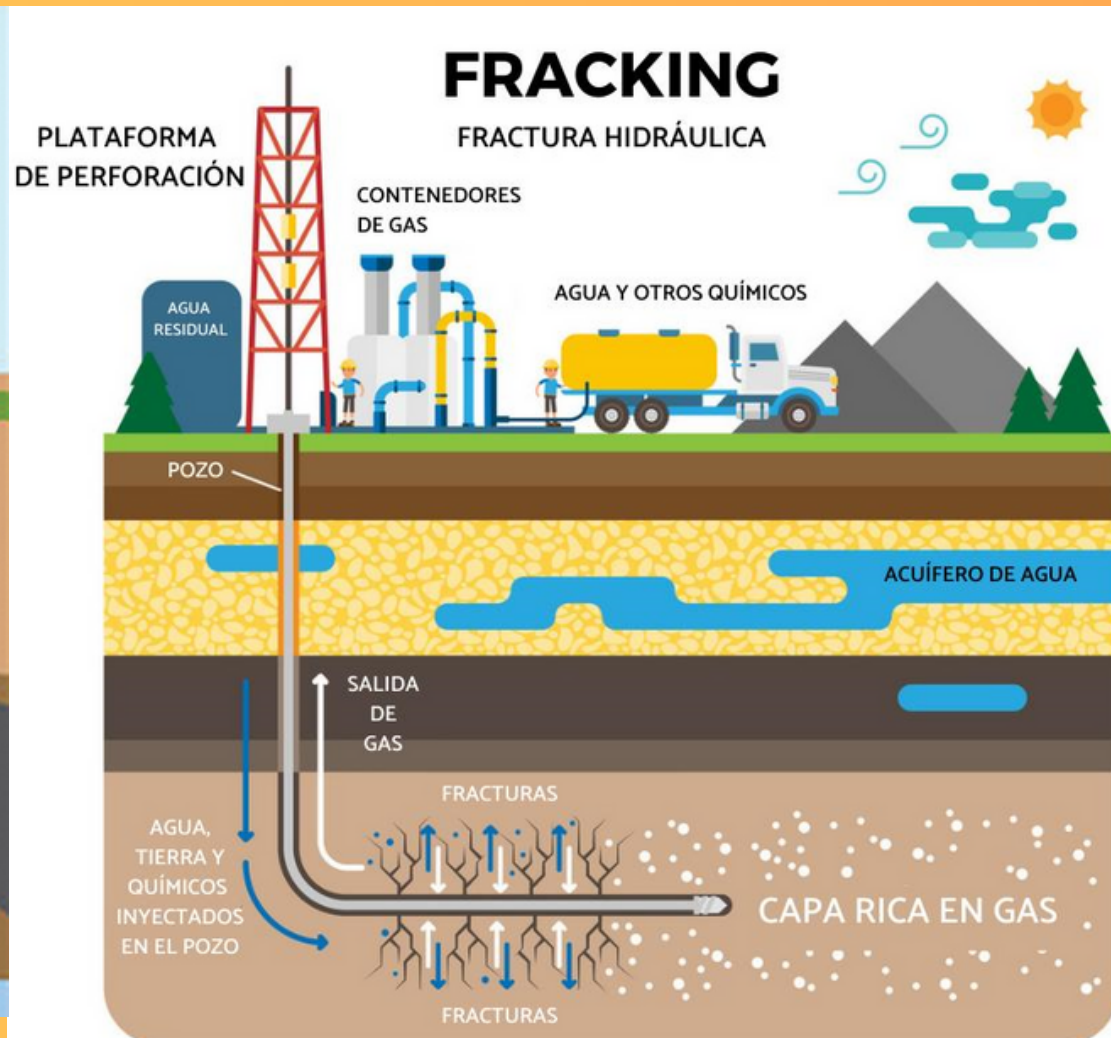 FRACKING
FRACTURA HIDRÁULICA
PLATAFORMA
DE PERFORACIÓN
CONTENEDORES
DE GAS
AGUA Y OTROS QUÍMICOS
AGUA
RESIDUAL
POZO
ACUÍFERO DE AGUA
SALIDA
DE
GAS
FRACTURAS
AGUA,
TIERRA Y
QUÍMICOS
INYECTADOS
EN EL POZO
CAPA RICA EN GAS
FRACTURAS